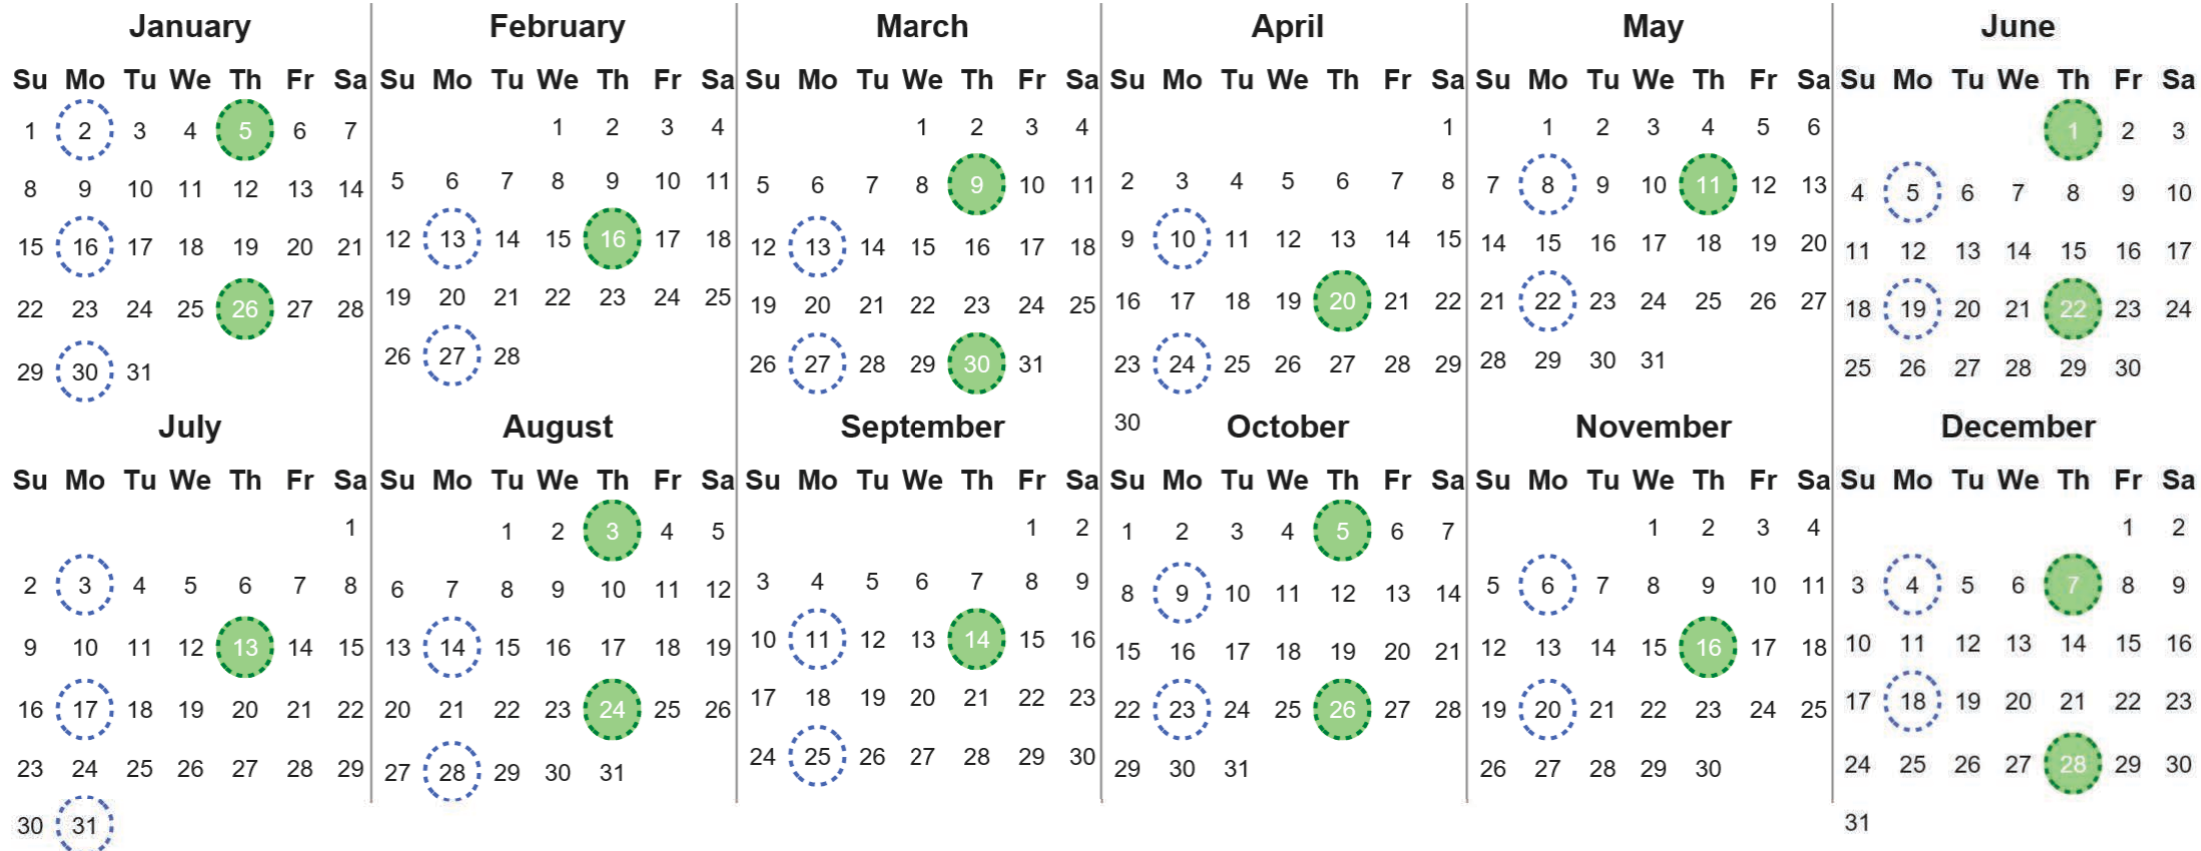 January
Su Mo Tu We Th Fr Sa
1 2 3 4 5 6 7
8 9 10 11 12 13 14
15 16 17 18 19 20 21
22 23 24 25 26 27 28
29 30 31
February
Su Mo Tu We Th Fr Sa
1 2 3 4
5 6 7 8 9 10 11
12 13 14 15 16 17 18
19 20 21 22 23 24 25
26 27 28
March
Su Mo Tu We Th Fr Sa
1 2 3 4
5 6 7 8 9 10 11
12 13 14 15 16 17 18
19 20 21 22 23 24 25
26 27 28 29 30 31
April
Su Mo Tu We Th Fr Sa
1
2 3 4 5 6 7 8
9 10 11 12 13 14 15
16 17 18 19 20 21 22
23 24 25 26 27 28 29
30
May
Su Mo Tu We Th Fr Sa
1 2 3 4 5 6
7 8 9 10 11 12 13
14 15 16 17 18 19 20
21 22 23 24 25 26 27
28 29 30 31
June
Su Mo Tu We Th Fr Sa
1 2 3
4 5 6 7 8 9 10
11 12 13 14 15 16 17
18 19 20 21 22 23 24
25 26 27 28 29 30
July
Su Mo Tu We Th Fr Sa
1
2 3 4 5 6 7 8
9 10 11 12 13 14 15
16 17 18 19 20 21 22
23 24 25 26 27 28 29
30 31
August
Su Mo Tu We Th Fr Sa
1 2 3 4 5
6 7 8 9 10 11 12
13 14 15 16 17 18 19
20 21 22 23 24 25 26
27 28 29 30 31
September
Su Mo Tu We Th Fr Sa
1 2
3 4 5 6 7 8 9
10 11 12 13 14 15 16
17 18 19 20 21 22 23
24 25 26 27 28 29 30
October
Su Mo Tu We Th Fr Sa
1 2 3 4 5 6 7
8 9 10 11 12 13 14
15 16 17 18 19 20 21
22 23 24 25 26 27 28
29 30 31
November
Su Mo Tu We Th Fr Sa
1 2 3 4
5 6 7 8 9 10 11
12 13 14 15 16 17 18
19 20 21 22 23 24 25
26 27 28 29 30
December
Su Mo Tu We Th Fr Sa
1 2
3 4 5 6 7 8 9
10 11 12 13 14 15 16
17 18 19 20 21 22 23
24 25 26 27 28 29 30
31